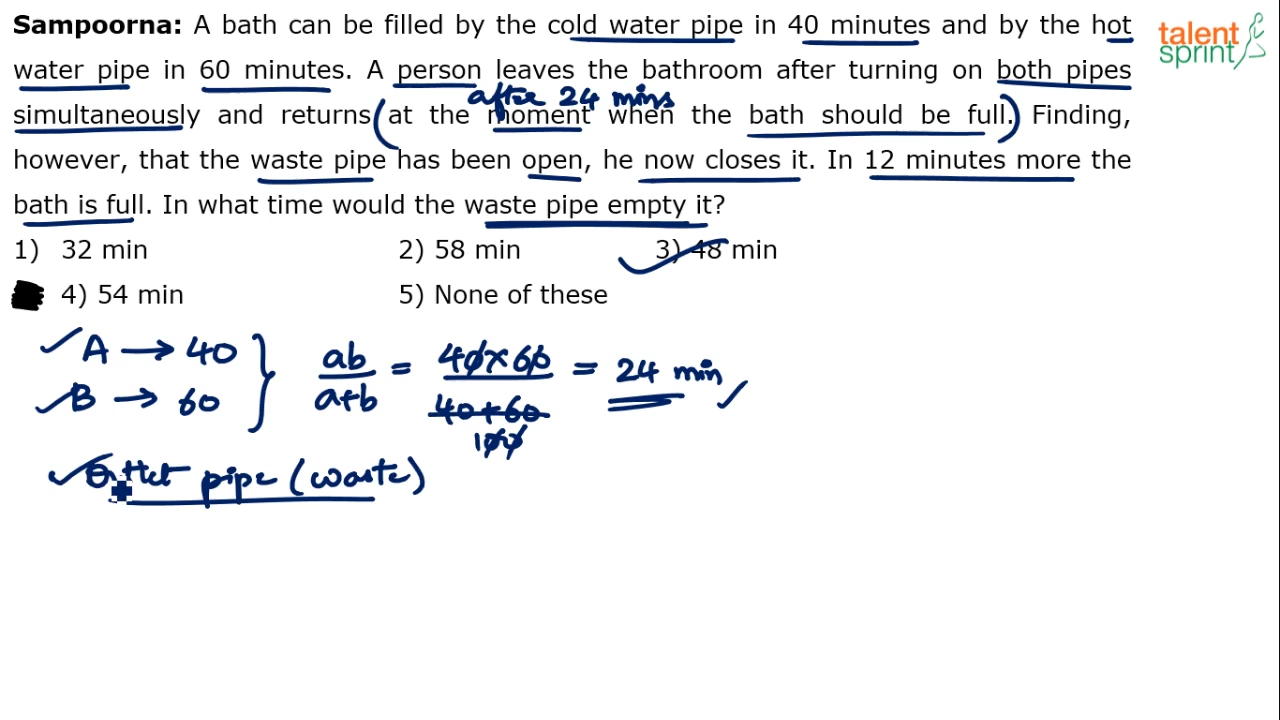 Sampoorna: A bath can be filled by the cold water pipe in 40 minutes and by the hot
talent
sprint
water pipe in 60 minutes. A person leaves the bathroom after turning on both pipes
after 24 mins
simultaneously and returns (at the moment when the bath should be full.) Finding,
however, that the waste pipe has been open, he now closes it. In 12 minutes more the
bath is full. In what time would the waste pipe empty it?
1) 32 min 2) 58 min 3) 48 min
4) 54 min 5) None of these
A → 40 } ab/a+b = 40×60/40+60 = 24 min
B → 60
100
Outlet pipe (waste)